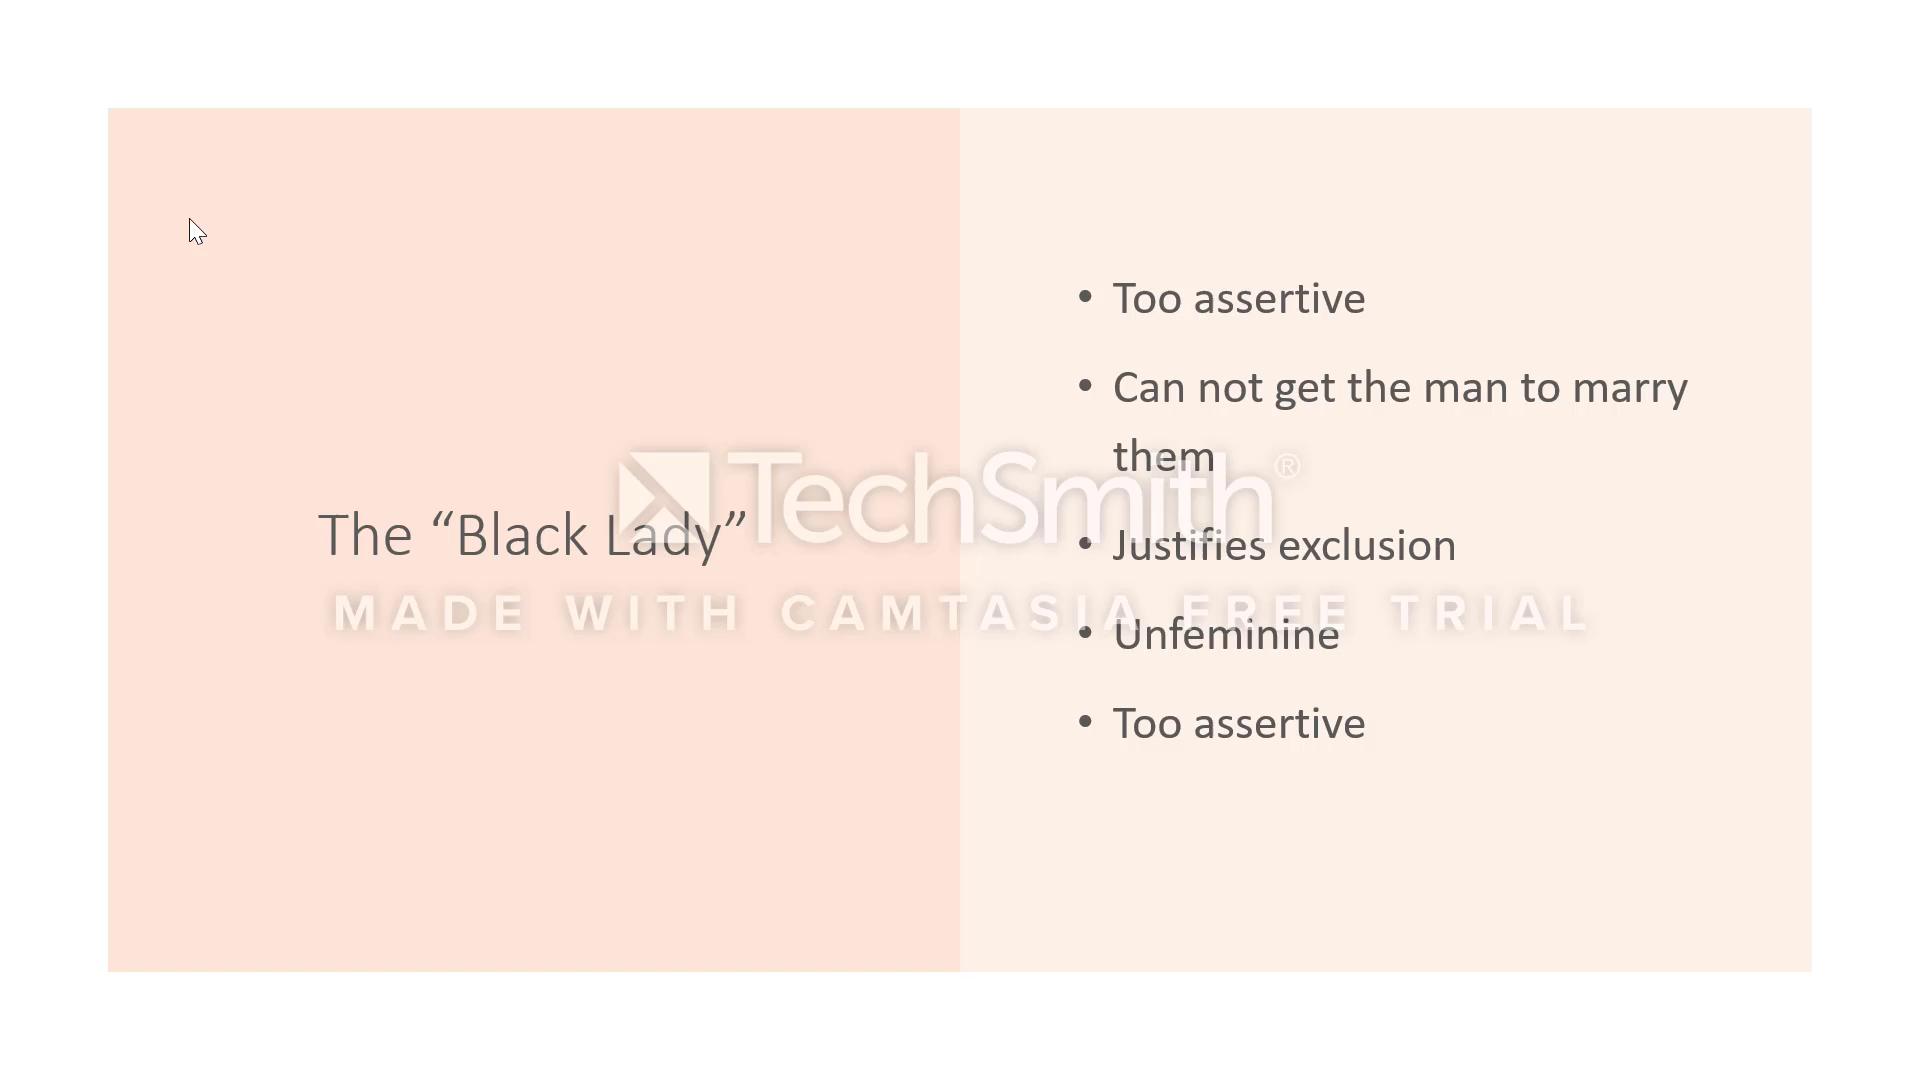 The “Black Lady”
• Too assertive
• Can not get the man to marry
them
• Justifies exclusion
• Unfeminine
• Too assertive
TechSmith®
MADE WITH CAMTASIA FREE TRIAL